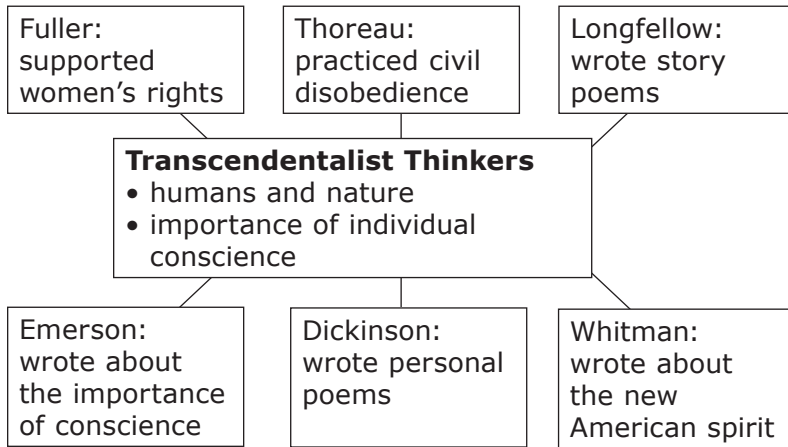 Fuller:
supported
women's rights
Thoreau:
practiced civil
disobedience
Longfellow:
wrote story
poems
Transcendentalist Thinkers
• humans and nature
• importance of individual
conscience
Emerson:
wrote about
the importance
of conscience
Dickinson:
wrote personal
poems
Whitman:
wrote about
the new
American spirit